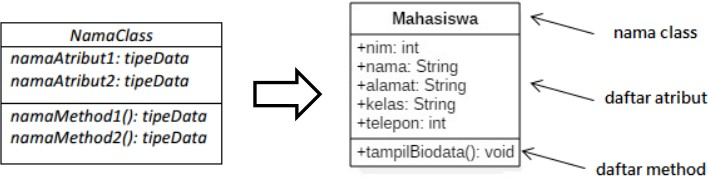 NamaClass
namaAtribut1: tipeData
namaAtribut2: tipeData
namaMethod1(): tipeData
namaMethod2(): tipeData
Mahasiswa
+nim: int
+nama: String
+alamat: String
+kelas: String
+telepon: int
+tampilBiodata(): void
nama class
daftar atribut
daftar method